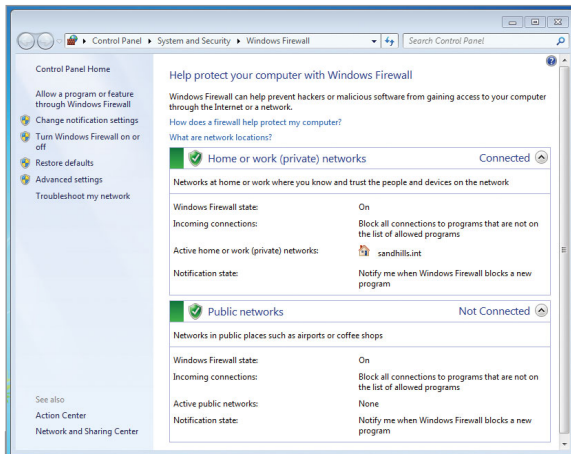 Control Panel ▸ System and Security ▸ Windows Firewall
Search Control Panel
Control Panel Home
Allow a program or feature
through Windows Firewall
Change notification settings
Turn Windows Firewall on or
off
Restore defaults
Advanced settings
Troubleshoot my network
See also
Action Center
Network and Sharing Center
Help protect your computer with Windows Firewall
Windows Firewall can help prevent hackers or malicious software from gaining access to your computer
through the Internet or a network.
How does a firewall help protect my computer?
What are network locations?
Home or work (private) networks Connected
Networks at home or work where you know and trust the people and devices on the network
Windows Firewall state: On
Incoming connections: Block all connections to programs that are not on
the list of allowed programs
Active home or work (private) networks: sandhills.int
Notification state: Notify me when Windows Firewall blocks a new
program
Public networks Not Connected
Networks in public places such as airports or coffee shops
Windows Firewall state: On
Incoming connections: Block all connections to programs that are not on
the list of allowed programs
Active public networks: None
Notification state: Notify me when Windows Firewall blocks a new
program